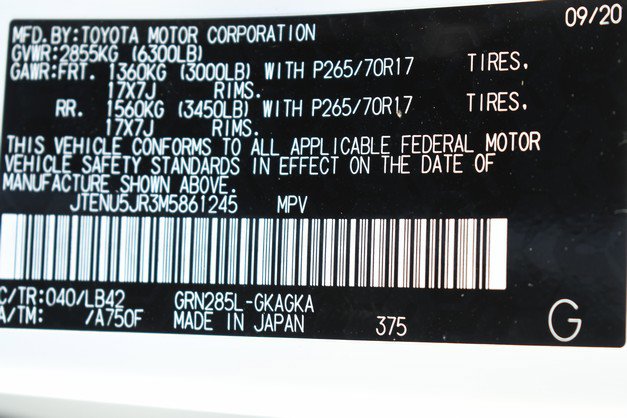 09/20
MFD. BY: TOYOTA MOTOR CORPORATION
GVWR: 2855KG (6300LB)
GAWR: FRT. 1360KG (3000LB) WITH P265/70R17 TIRES,
17X7J RIMS.
RR. 1560KG (3450LB) WITH P265/70R17 TIRES,
17X7J RIMS.
THIS VEHICLE CONFORMS TO ALL APPLICABLE FEDERAL MOTOR
VEHICLE SAFETY STANDARDS IN EFFECT ON THE DATE OF
MANUFACTURE SHOWN ABOVE.
JTENU5JR3M5861245 MPV
C/TR: 040/LB42 GRN285L-GKAGKA
A/TM: /A750F MADE IN JAPAN 375
G